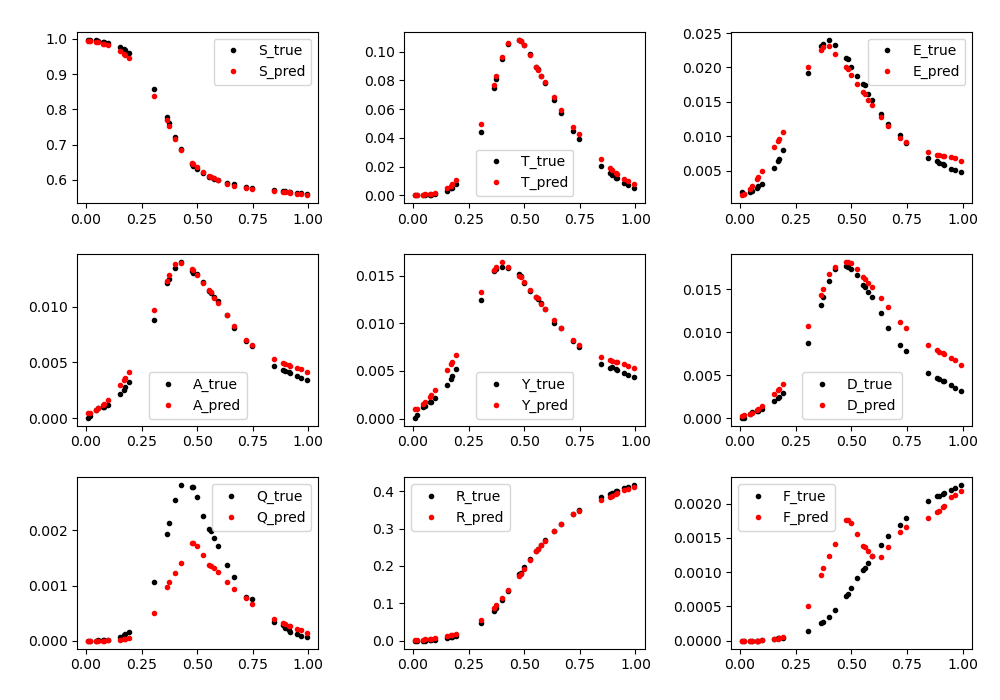 1.0
0.9
0.8
0.7
0.6
0.00 0.25 0.50 0.75 1.00
S_true
S_pred
0.10
0.08
0.06
0.04
0.02
0.00
0.00 0.25 0.50 0.75 1.00
T_true
T_pred
0.025
0.020
0.015
0.010
0.005
0.00 0.25 0.50 0.75 1.00
E_true
E_pred
0.010
0.005
0.000
0.00 0.25 0.50 0.75 1.00
A_true
A_pred
0.015
0.010
0.005
0.000
0.00 0.25 0.50 0.75 1.00
Y_true
Y_pred
0.015
0.010
0.005
0.000
0.00 0.25 0.50 0.75 1.00
D_true
D_pred
0.002
0.001
0.000
0.00 0.25 0.50 0.75 1.00
Q_true
Q_pred
0.4
0.3
0.2
0.1
0.0
0.00 0.25 0.50 0.75 1.00
R_true
R_pred
0.0020
0.0015
0.0010
0.0005
0.0000
0.00 0.25 0.50 0.75 1.00
F_true
F_pred